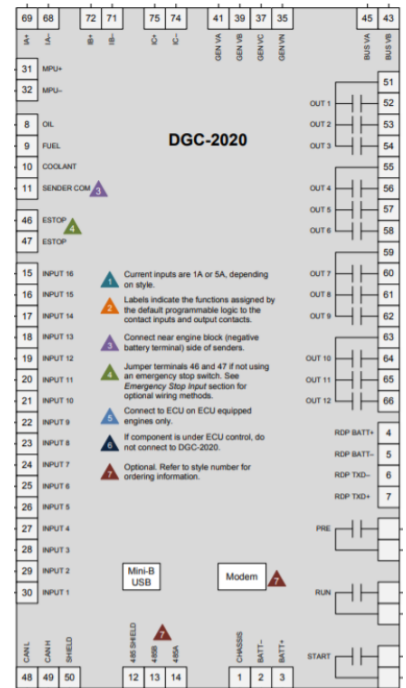 69 68 72 71 75 74 41 39 37 35 45 43
IA+ IA– IB+ IB– IC+ IC– GEN VA GEN VB GEN VC GEN VN BUS VA BUS VB
31 MPU+
32 MPU–
8 OIL
9 FUEL
10 COOLANT
11 SENDER COM 3
46 ESTOP
4
47 ESTOP
15 INPUT 16
16 INPUT 15
17 INPUT 14
18 INPUT 13
19 INPUT 12
20 INPUT 11
21 INPUT 10
22 INPUT 9
23 INPUT 8
24 INPUT 7
25 INPUT 6
26 INPUT 5
27 INPUT 4
28 INPUT 3
29 INPUT 2
30 INPUT 1
DGC-2020
1 Current inputs are 1A or 5A, depending
on style.
2 Labels indicate the functions assigned by
the default programmable logic to the
contact inputs and output contacts.
3 Connect near engine block (negative
battery terminal) side of senders.
4 Jumper terminals 46 and 47 if not using
an emergency stop switch. See
Emergency Stop Input section for
optional wiring methods.
5 Connect to ECU on ECU equipped
engines only.
6 If component is under ECU control, do
not connect to DGC-2020.
7 Optional. Refer to style number for
ordering information.
51
OUT 1 52
OUT 2 53
OUT 3 54
55
OUT 4 56
OUT 5 57
OUT 6 58
59
OUT 7 60
OUT 8 61
OUT 9 62
63
OUT 10 64
OUT 11 65
OUT 12 66
RDP BATT+ 4
RDP BATT– 5
RDP TXD– 6
RDP TXD+ 7
PRE
RUN
START
Mini-B
USB
Modem 7
7
CAN L CAN H SHIELD 485 SHIELD 485B 485A CHASSIS BATT– BATT+
48 49 50 12 13 14 1 2 3